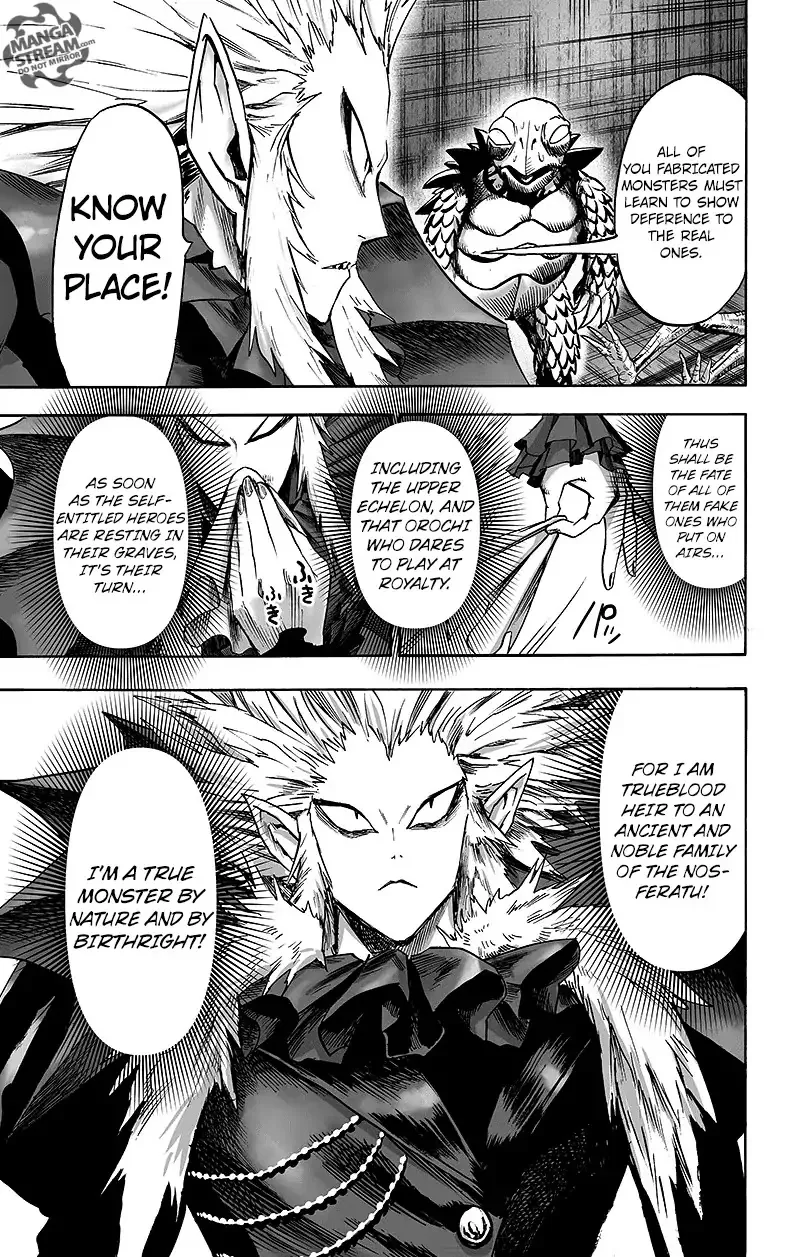 MANGA
STREAM.COM
DO NOT MIRROR!
ALL OF
YOU FABRICATED
MONSTERS MUST
LEARN TO SHOW
DEFERENCE TO
THE REAL
ONES.
KNOW
YOUR
PLACE!
THUS
SHALL BE
THE FATE
OF ALL OF
THEM FAKE
ONES WHO
PUT ON
AIRS...
パッ
INCLUDING
THE UPPER
ECHELON, AND
THAT OROCHI
WHO DARES
TO PLAY AT
ROYALTY.
ふき
ふき
AS SOON
AS THE SELF-
ENTITLED HEROES
ARE RESTING IN
THEIR GRAVES,
IT'S THEIR
TURN...
FOR I AM
TRUEBLOOD
HEIR TO AN
ANCIENT AND
NOBLE FAMILY
OF THE NOS-
FERATU!
I'M A TRUE
MONSTER BY
NATURE AND BY
BIRTHRIGHT!